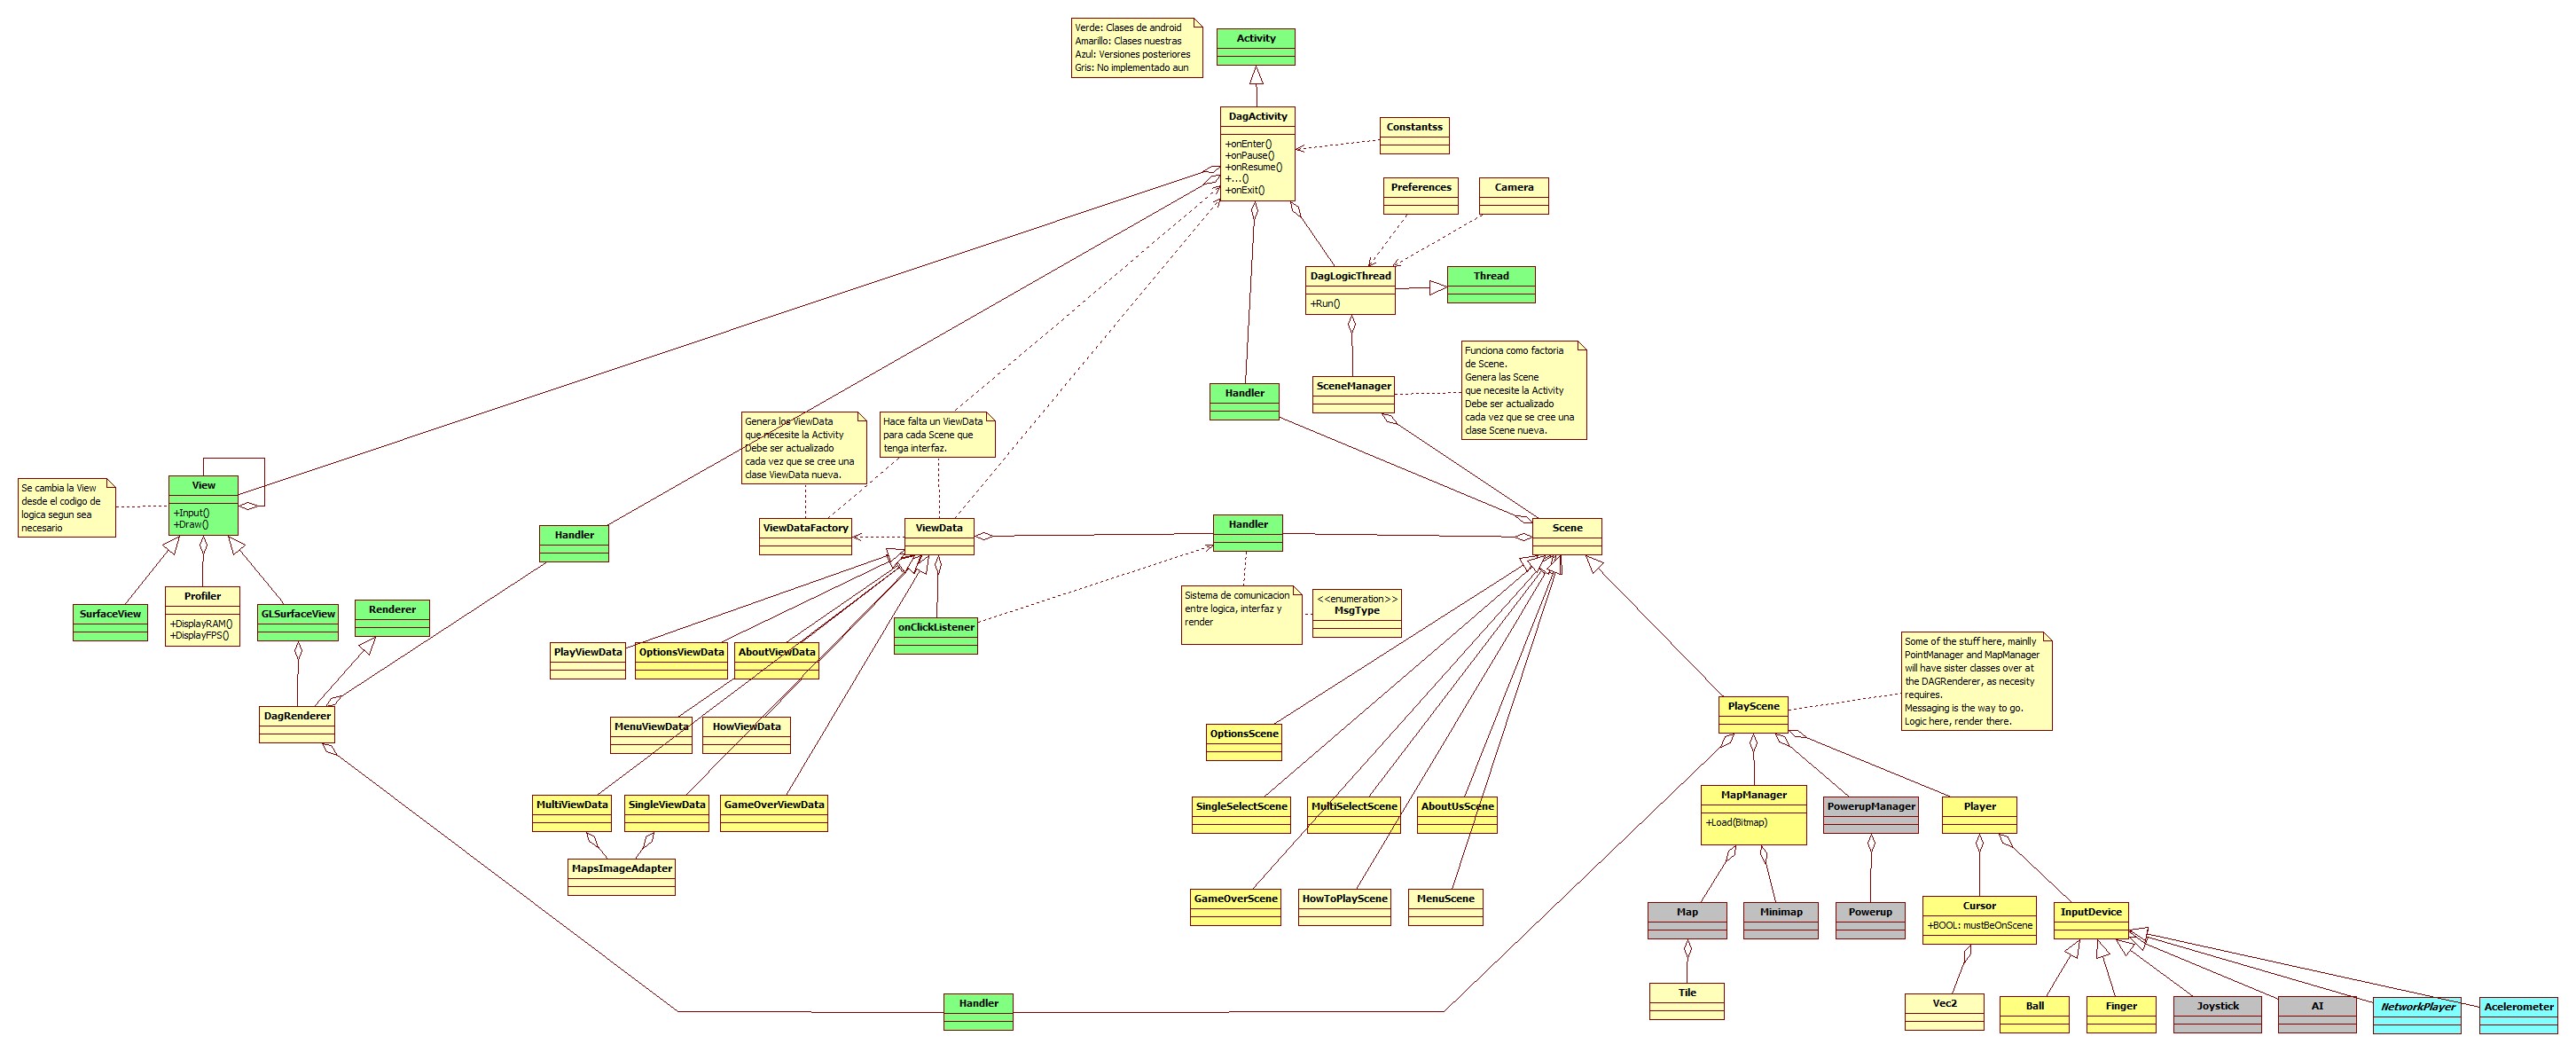 Verde: Clases de android
Amarillo: Clases nuestras
Azul: Versiones posteriores
Gris: No implementado aun
Activity
DagActivity
+onEnter()
+onPause()
+onResume()
+...()
+onExit()
Constantss
Preferences
Camera
DagLogicThread
+Run()
Thread
Funciona como factoria
de Scene.
Genera las Scene
que necesite la Activity
Debe ser actualizado
cada vez que se cree una
clase Scene nueva.
SceneManager
Handler
Genera los ViewData
que necesite la Activity
Debe ser actualizado
cada vez que se cree una
clase ViewData nueva.
Hace falta un ViewData
para cada Scene que
tenga interfaz.
Se cambia la View
desde el codigo de
logica segun sea
necesario
View
+Input()
+Draw()
Handler
ViewDataFactory
ViewData
Handler
Scene
SurfaceView
Profiler
+DisplayRAM()
+DisplayFPS()
GLSurfaceView
Renderer
onClickListener
Sistema de comunicacion
entre logica, interfaz y
render
<<enumeration>>
MsgType
PlayViewData
OptionsViewData
AboutViewData
Some of the stuff here, mainlly
PointManager and MapManager
will have sister classes over at
the DAGRenderer, as necesity
requires.
Messaging is the way to go.
Logic here, render there.
DagRenderer
MenuViewData
HowViewData
OptionsScene
PlayScene
MultiViewData
SingleViewData
GameOverViewData
SingleSelectScene
MultiSelectScene
AboutUsScene
MapManager
+Load(Bitmap)
PowerupManager
Player
MapsImageAdapter
GameOverScene
HowToPlayScene
MenuScene
Map
Minimap
Powerup
Cursor
+BOOL: mustBeOnScene
InputDevice
Handler
Tile
Vec2
Ball
Finger
Joystick
AI
NetworkPlayer
Acelerometer